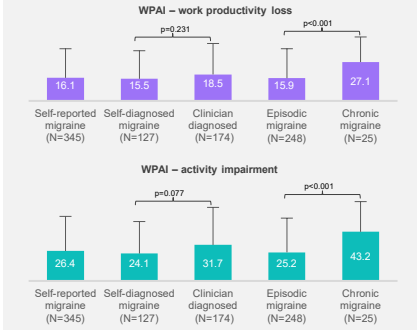 WPAI – work productivity loss
p=0.231
p<0.001
16.1
15.5
18.5
15.9
27.1
Self-reported migraine (N=345)
Self-diagnosed migraine (N=127)
Clinician diagnosed (N=174)
Episodic migraine (N=248)
Chronic migraine (N=25)
WPAI – activity impairment
p=0.077
p<0.001
26.4
24.1
31.7
25.2
43.2
Self-reported migraine (N=345)
Self-diagnosed migraine (N=127)
Clinician diagnosed (N=174)
Episodic migraine (N=248)
Chronic migraine (N=25)